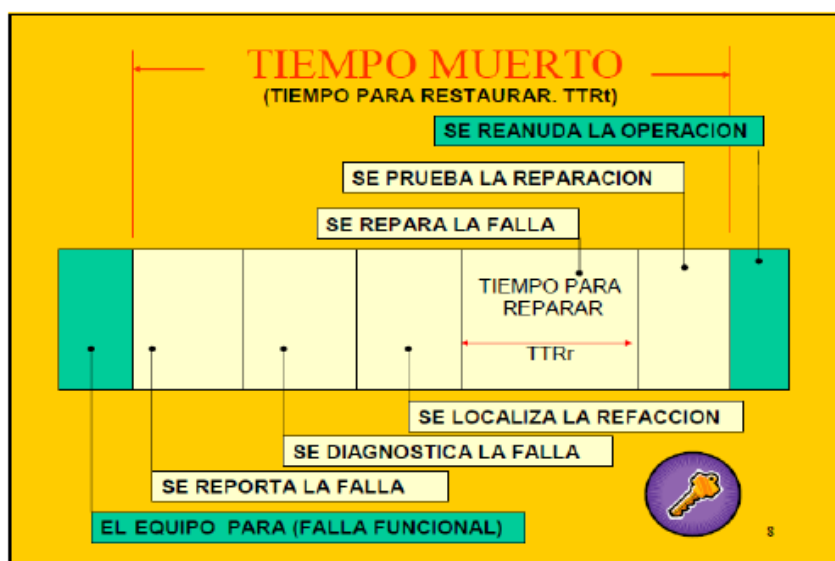 TIEMPO MUERTO
(TIEMPO PARA RESTAURAR. TTRt)
SE REANUDA LA OPERACION
SE PRUEBA LA REPARACION
SE REPARA LA FALLA
TIEMPO PARA
REPARAR
TTRr
SE LOCALIZA LA REFACCION
SE DIAGNOSTICA LA FALLA
SE REPORTA LA FALLA
EL EQUIPO PARA (FALLA FUNCIONAL)
8